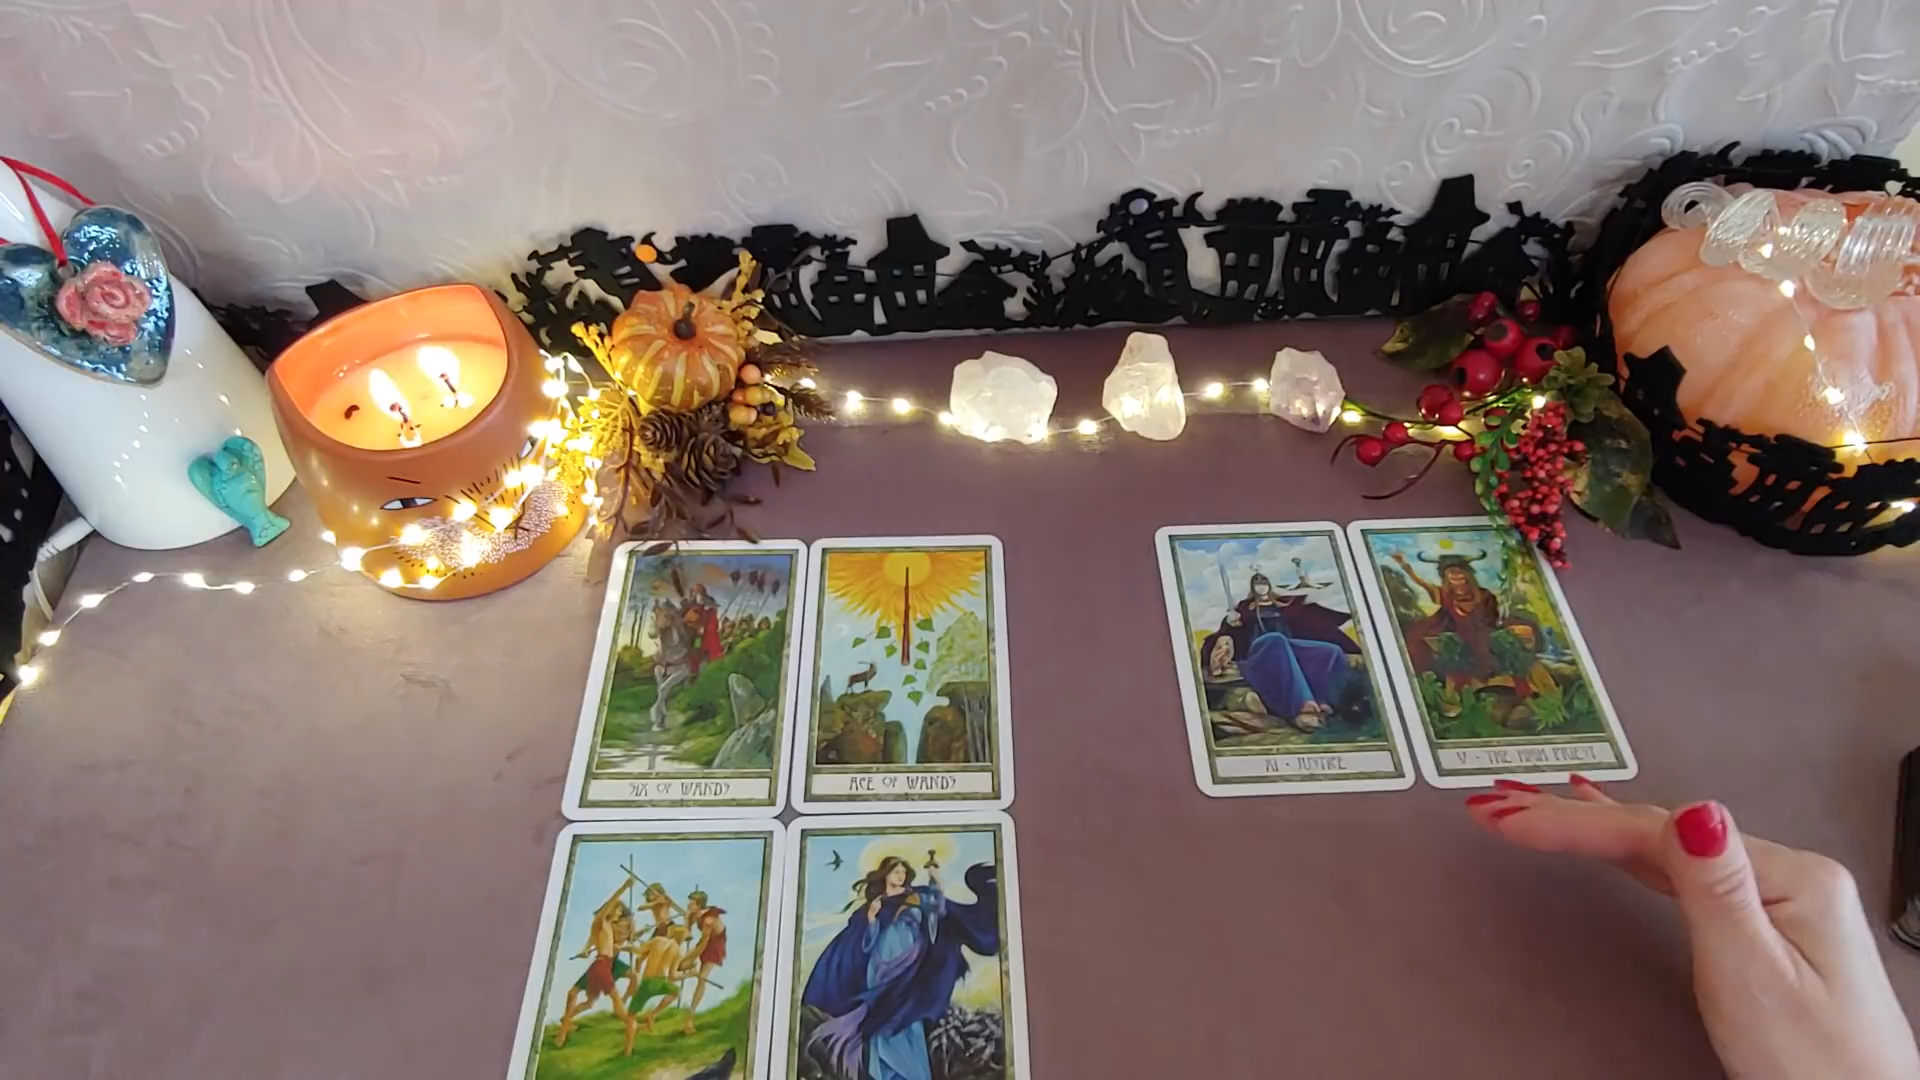 SIX OF WANDS
ACE OF WANDS
XI · JUSTICE
V · THE HIGH PRIEST